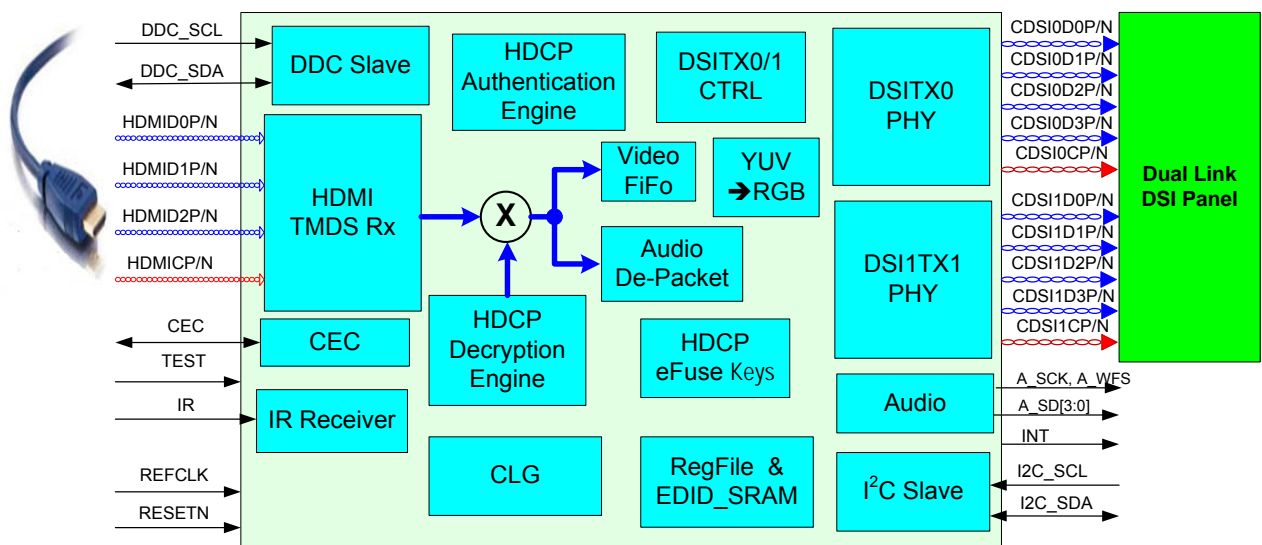 DDC_SCL
DDC_SDA
HDMID0P/N
HDMID1P/N
HDMID2P/N
HDMICP/N
CEC
TEST
IR
REFCLK
RESETN
DDC Slave
HDMI
TMDS Rx
CEC
IR Receiver
HDCP
Authentication
Engine
X
HDCP
Decryption
Engine
CLG
DSITX0/1
CTRL
Video
FiFo
YUV
➔RGB
Audio
De-Packet
HDCP
eFuse Keys
RegFile &
EDID_SRAM
DSITX0
PHY
DSI1TX1
PHY
Audio
I²C Slave
CDSI0D0P/N
CDSI0D1P/N
CDSI0D2P/N
CDSI0D3P/N
CDSI0CP/N
CDSI1D0P/N
CDSI1D1P/N
CDSI1D2P/N
CDSI1D3P/N
CDSI1CP/N
A_SCK, A_WFS
A_SD[3:0]
INT
I2C_SCL
I2C_SDA
Dual Link
DSI Panel